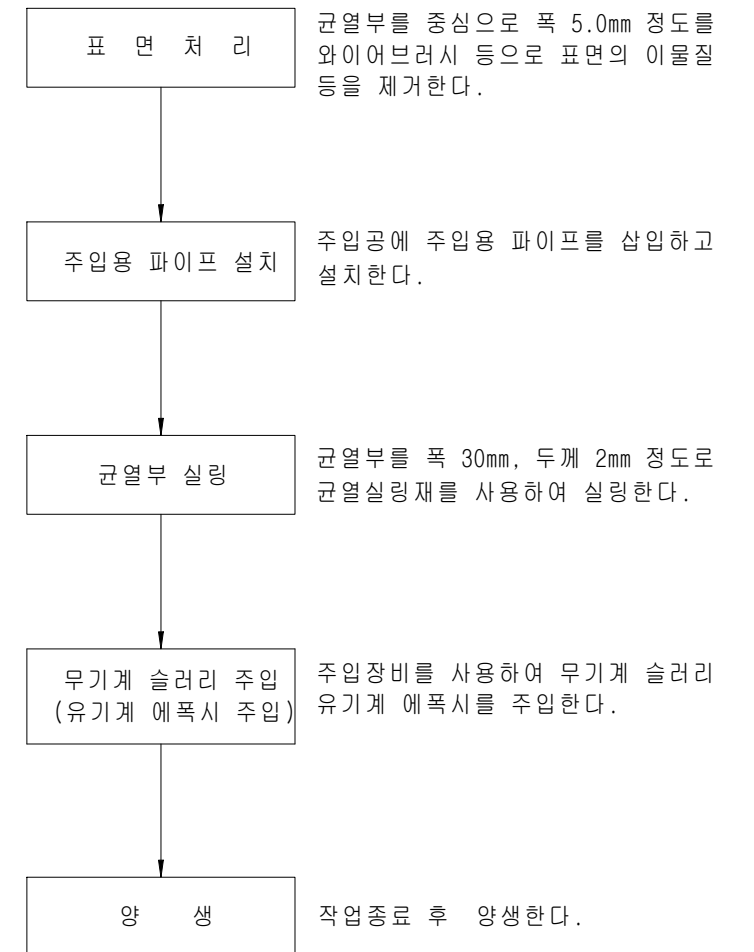 표 면 처 리
균열부를 중심으로 폭 5.0mm 정도를
와이어브러시 등으로 표면의 이물질
등을 제거한다.
주입용 파이프 설치
주입공에 주입용 파이프를 삽입하고
설치한다.
균열부 실링
균열부를 폭 30mm, 두께 2mm 정도로
균열실링재를 사용하여 실링한다.
무기계 슬러리 주입
(유기계 에폭시 주입)
주입장비를 사용하여 무기계 슬러리
유기계 에폭시를 주입한다.
양 생
작업종료 후 양생한다.